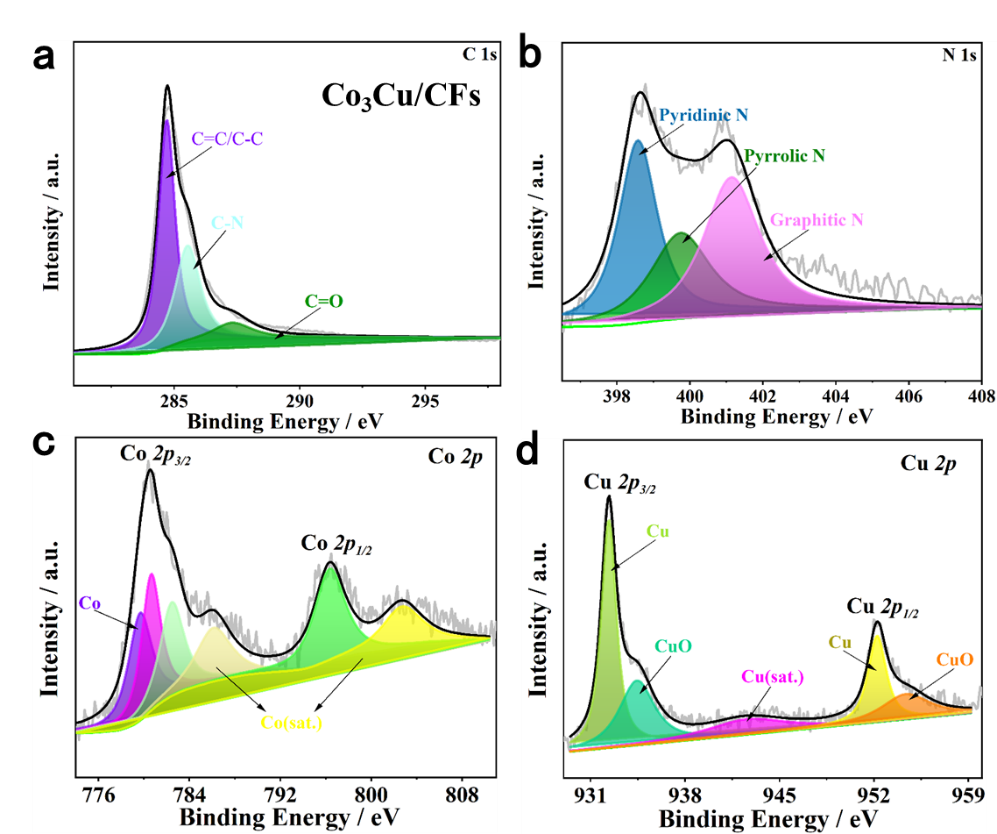 a
C 1s
Co₃Cu/CFs
C=C/C-C
C-N
C=O
Intensity / a.u.
285 290 295
Binding Energy / eV
b
N 1s
Pyridinic N
Pyrrolic N
Graphitic N
Intensity / a.u.
398 400 402 404 406 408
Binding Energy / eV
c
Co 2p₃/₂
Co 2p
Co 2p₁/₂
Co
Co(sat.)
Intensity / a.u.
776 784 792 800 808
Binding Energy / eV
d
Cu 2p
Cu 2p₃/₂
Cu
Cu 2p₁/₂
CuO
Cu(sat.)
Cu
CuO
Intensity / a.u.
931 938 945 952 959
Binding Energy / eV